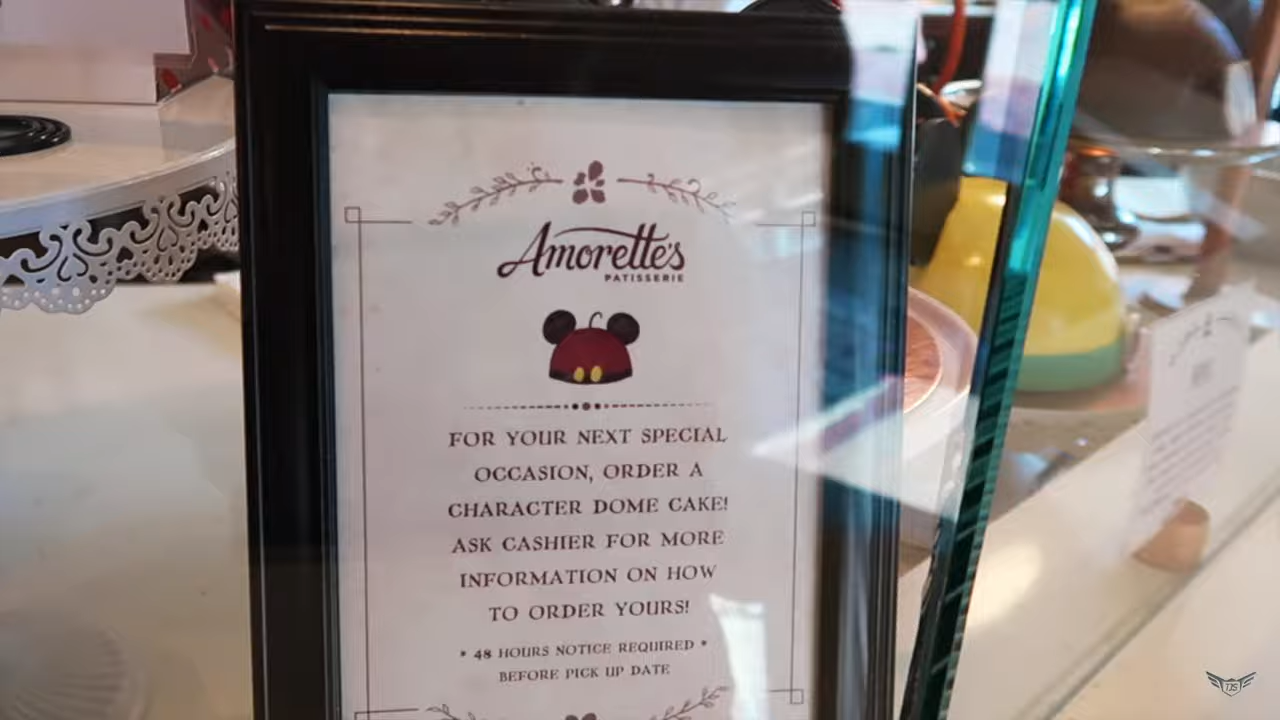 Amorette's
PATISSERIE
FOR YOUR NEXT SPECIAL
OCCASION, ORDER A
CHARACTER DOME CAKE!
ASK CASHIER FOR MORE
INFORMATION ON HOW
TO ORDER YOURS!
* 48 HOURS NOTICE REQUIRED *
BEFORE PICK UP DATE
TJS